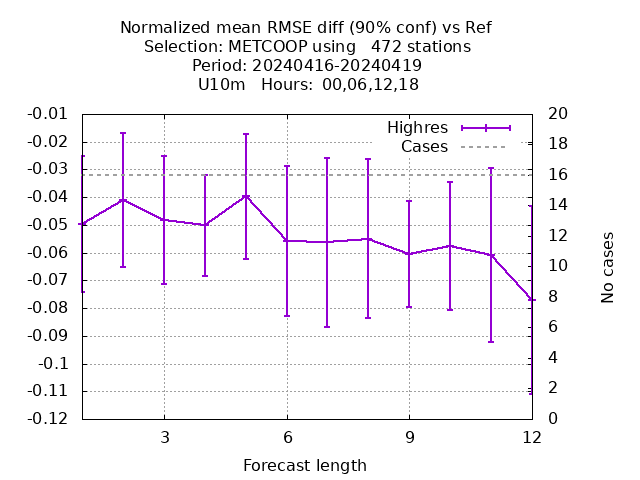 Normalized mean RMSE diff (90% conf) vs Ref
Selection: METCOOP using   472 stations
Period: 20240416-20240419
U10m   Hours:  00,06,12,18
Highres
Cases
-0.01
-0.02
-0.03
-0.04
-0.05
-0.06
-0.07
-0.08
-0.09
-0.1
-0.11
-0.12
20
18
16
14
12
10
8
6
4
2
0
No cases
3 6 9 12
Forecast length